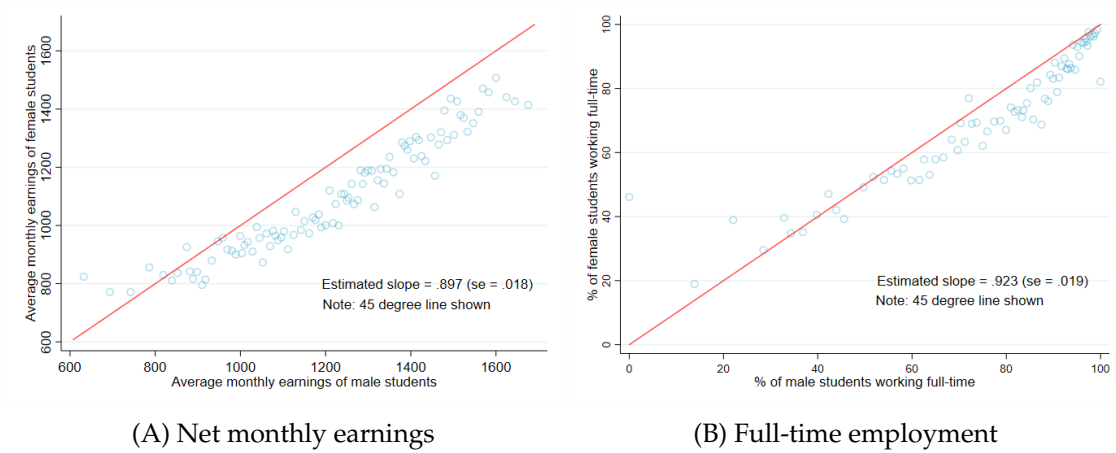 Average monthly earnings of female students
600 800 1000 1200 1400 1600
Estimated slope = .897 (se = .018)
Note: 45 degree line shown
600 800 1000 1200 1400 1600
Average monthly earnings of male students
(A) Net monthly earnings
% of female students working full-time
0 20 40 60 80 100
Estimated slope = .923 (se = .019)
Note: 45 degree line shown
0 20 40 60 80 100
% of male students working full-time
(B) Full-time employment